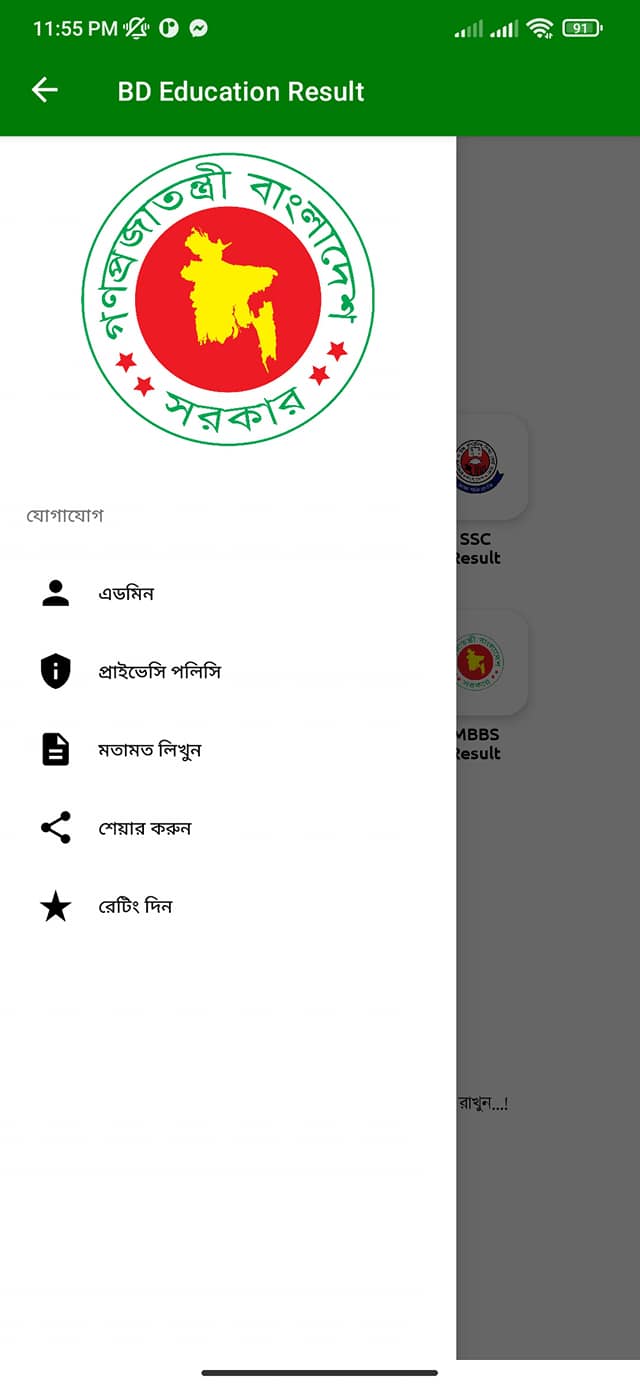 11:55 PM
91
BD Education Result
গণপ্রজাতন্ত্রী বাংলাদেশ
সরকার
যোগাযোগ
এডমিন
প্রাইভেসি পলিসি
মতামত লিখুন
শেয়ার করুন
রেটিং দিন
SSC
Result
MBBS
Result
রাখুন...!